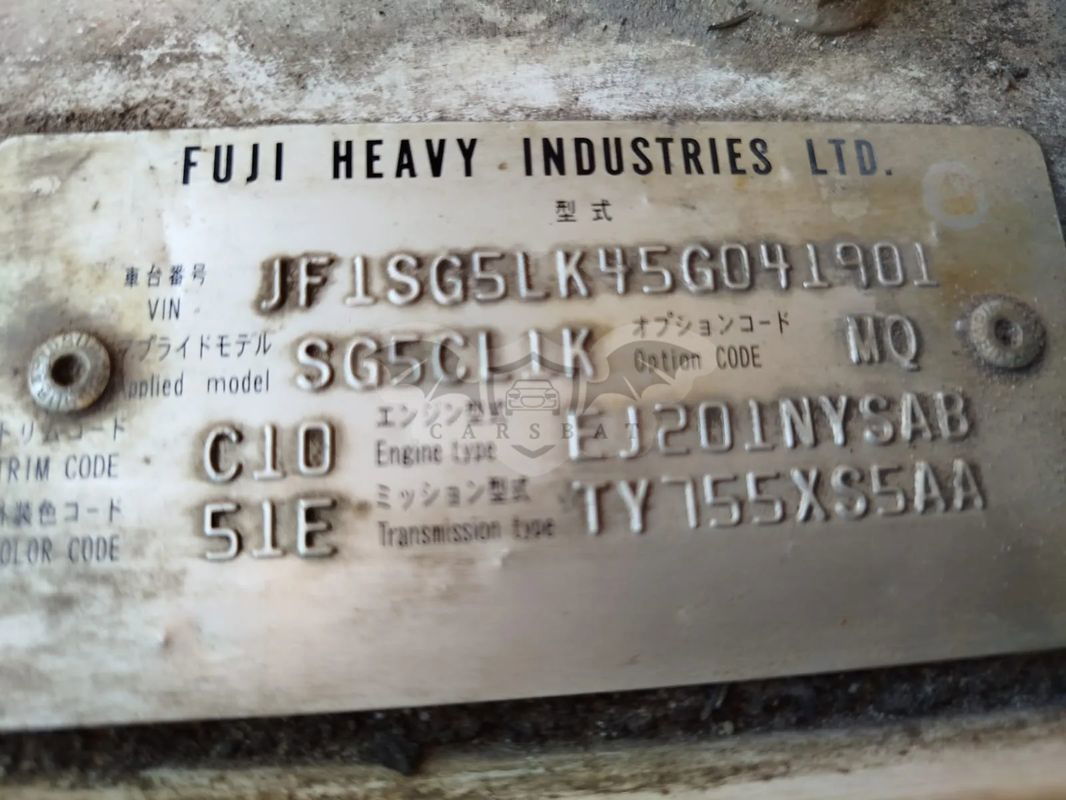 FUJI HEAVY INDUSTRIES LTD.
型式
車台番号
VIN JF1SG5LK45G041901
プライドモデル
pplied model SG5CL1K
オプションコード
Option CODE MQ
トリムコード
TRIM CODE C10
エンジン型式
Engine type EJ201NYSAB
外装色コード
OLOR CODE 51E
ミッション型式
Transmission type TY755XS5AA
C
CARSBAT